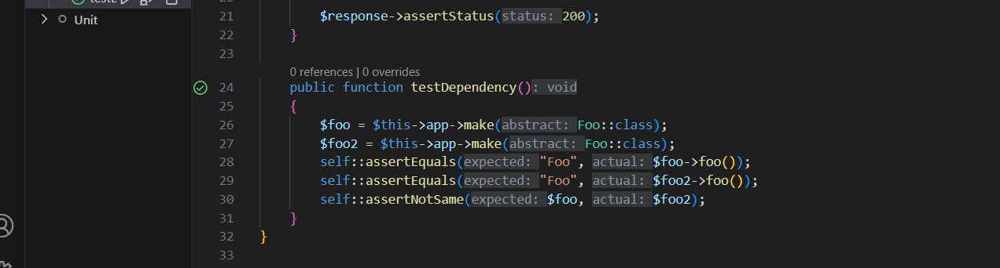 Unit
21 $response->assertStatus(status: 200);
22 }
23
0 references | 0 overrides
24 public function testDependency(): void
25 {
26 $foo = $this->app->make(abstract: Foo::class);
27 $foo2 = $this->app->make(abstract: Foo::class);
28 self::assertEquals(expected: "Foo", actual: $foo->foo());
29 self::assertEquals(expected: "Foo", actual: $foo2->foo());
30 self::assertNotSame(expected: $foo, actual: $foo2);
31 }
32 }
33